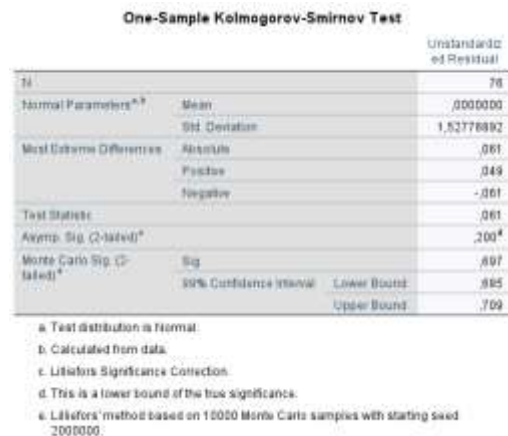 One-Sample Kolmogorov-Smirnov Test
Unstandardiz
ed Residual
N 76
Normal Parameters a,b Mean ,0000000
Std. Deviation 1,52776892
Most Extreme Differences Absolute ,061
Positive ,049
Negative -,061
Test Statistic ,061
Asymp. Sig. (2-tailed) c ,200 d
Monte Carlo Sig. (2-
tailed) e Sig. ,697
99% Confidence Interval Lower Bound ,685
Upper Bound ,709
a. Test distribution is Normal.
b. Calculated from data.
c. Lilliefors Significance Correction.
d. This is a lower bound of the true significance.
e. Lilliefors' method based on 10000 Monte Carlo samples with starting seed
2000000.